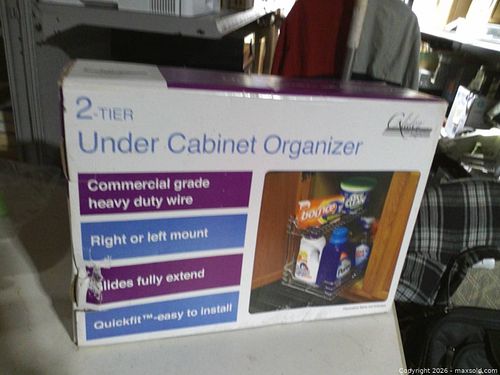 2-TIER
Under Cabinet Organizer
Commercial grade
heavy duty wire
Right or left mount
lides fully extend
Quickfit™-easy to install
bounce
Copyright 2026 - maxsold.com